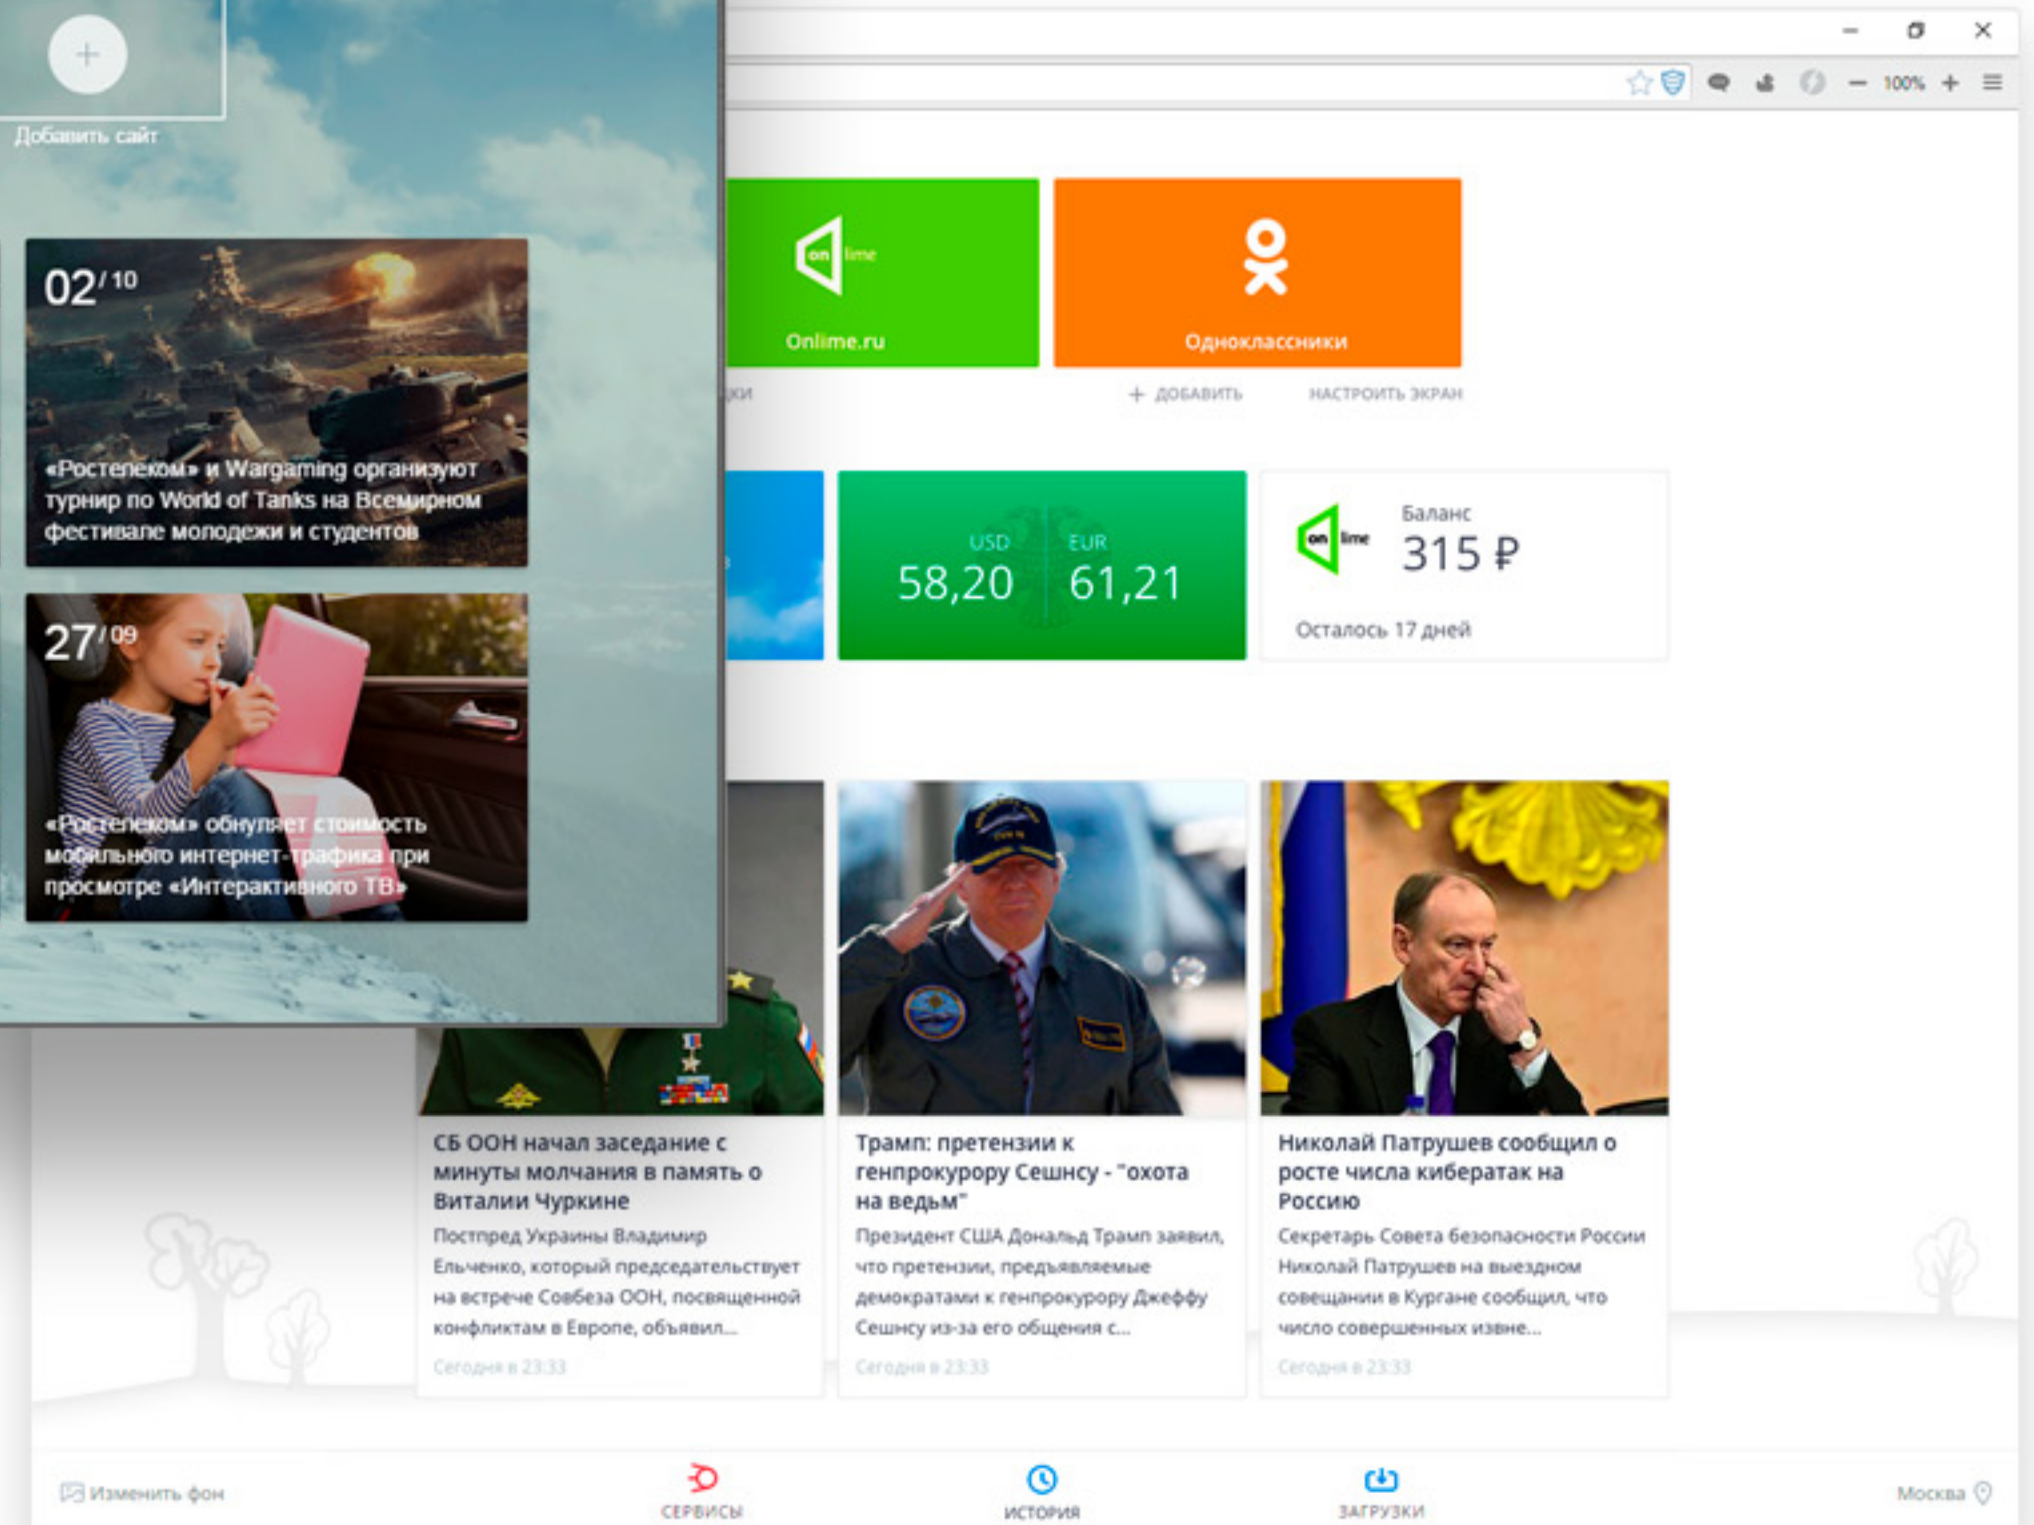 Добавить сайт
02/10
«Ростелеком» и Wargaming организуют
турнир по World of Tanks на Всемирном
фестивале молодежи и студентов
27/09
«Ростелеком» обнуляет стоимость
мобильного интернет-трафика при
просмотре «Интерактивного ТВ»
100%
on lime
Onlime.ru
Одноклассники
ДОБАВИТЬ
НАСТРОИТЬ ЭКРАН
USD
58,20
EUR
61,21
on lime
Баланс
315 ₽
Осталось 17 дней
СБ ООН начал заседание с
минуты молчания в память о
Виталии Чуркине
Постпред Украины Владимир
Ельченко, который председательствует
на встрече Совбеза ООН, посвященной
конфликтам в Европе, объявил...
Сегодня в 23:33
Трамп: претензии к
генпрокурору Сешнсу - "охота
на ведьм"
Президент США Дональд Трамп заявил,
что претензии, предъявляемые
демократами к генпрокурору Джеффу
Сешнсу из-за его общения с...
Сегодня в 23:33
Николай Патрушев сообщил о
росте числа кибератак на
Россию
Секретарь Совета безопасности России
Николай Патрушев на выездном
совещании в Кургане сообщил, что
число совершенных извне...
Сегодня в 23:33
Изменить фон
СЕРВИСЫ
ИСТОРИЯ
ЗАГРУЗКИ
Москва